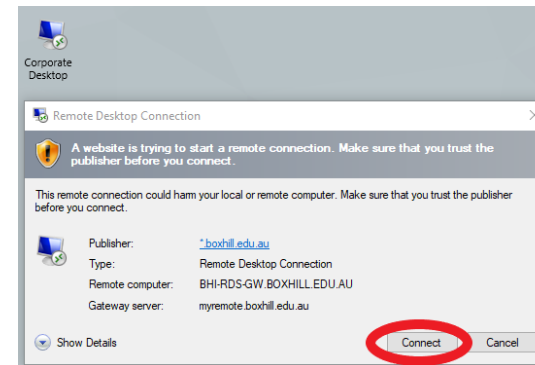 Corporate
Desktop
Remote Desktop Connection
A website is trying to start a remote connection. Make sure that you trust the
publisher before you connect.
This remote connection could harm your local or remote computer. Make sure that you trust the publisher
before you connect.
Publisher: *.boxhill.edu.au
Type: Remote Desktop Connection
Remote computer: BHI-RDS-GW.BOXHILL.EDU.AU
Gateway server: myremote.boxhill.edu.au
Show Details Connect Cancel